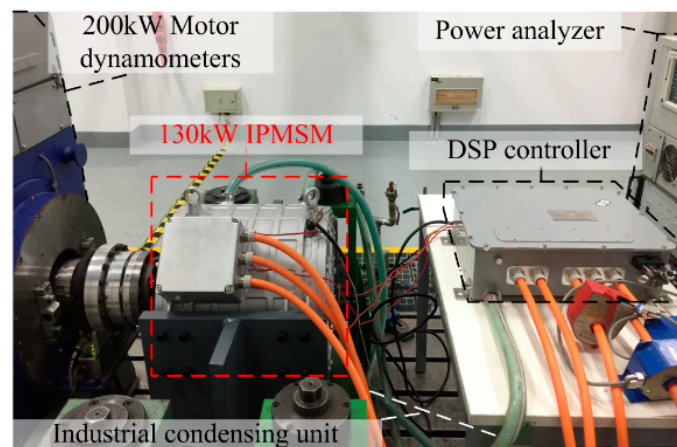 200kW Motor
dynamometers
Power analyzer
130kW IPMSM
DSP controller
Industrial condensing unit